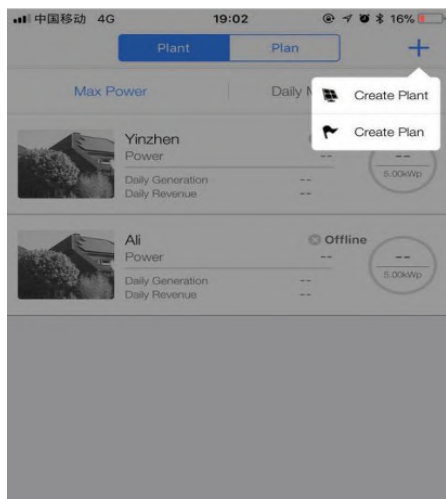 中国移动 4G 19:02 16%
Plant Plan
Max Power Daily
Create Plant
Create Plan
Yinzhen
Power --
--
5.00kWp
Daily Generation --
Daily Revenue --
Ali Offline
Power --
--
5.00kWp
Daily Generation --
Daily Revenue --